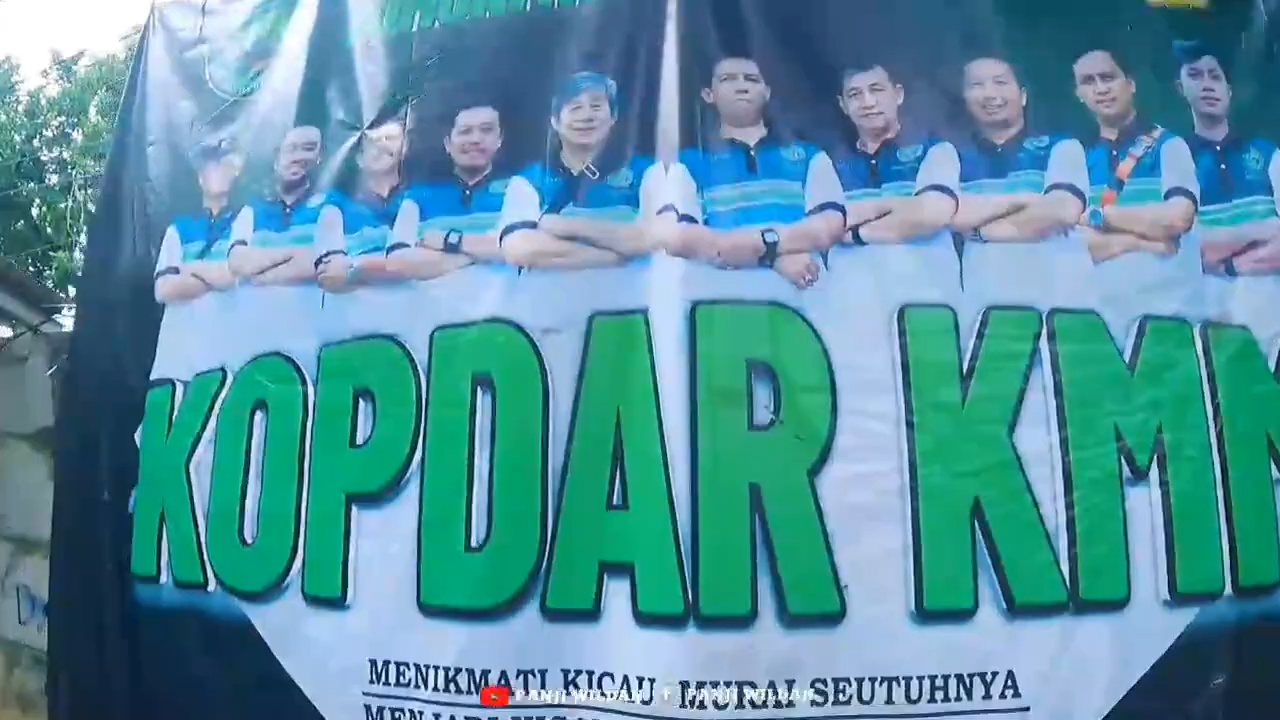 KOPDAR KM
MENIKMATI KICAU MURAI SEUTUHNYA
PANJI WILDAN PANJI WILDAN